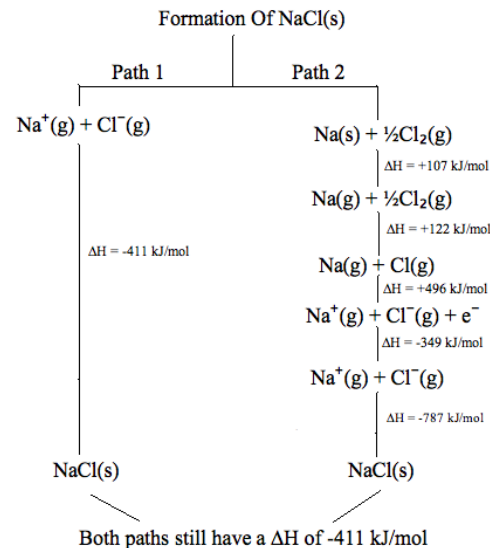 Formation Of NaCl(s)
Path 1
Path 2
Na⁺(g) + Cl⁻(g)
ΔH = -411 kJ/mol
NaCl(s)
Na(s) + ½Cl₂(g)
ΔH = +107 kJ/mol
Na(g) + ½Cl₂(g)
ΔH = +122 kJ/mol
Na(g) + Cl(g)
ΔH = +496 kJ/mol
Na⁺(g) + Cl⁻(g) + e⁻
ΔH = -349 kJ/mol
Na⁺(g) + Cl⁻(g)
ΔH = -787 kJ/mol
NaCl(s)
Both paths still have a ΔH of -411 kJ/mol